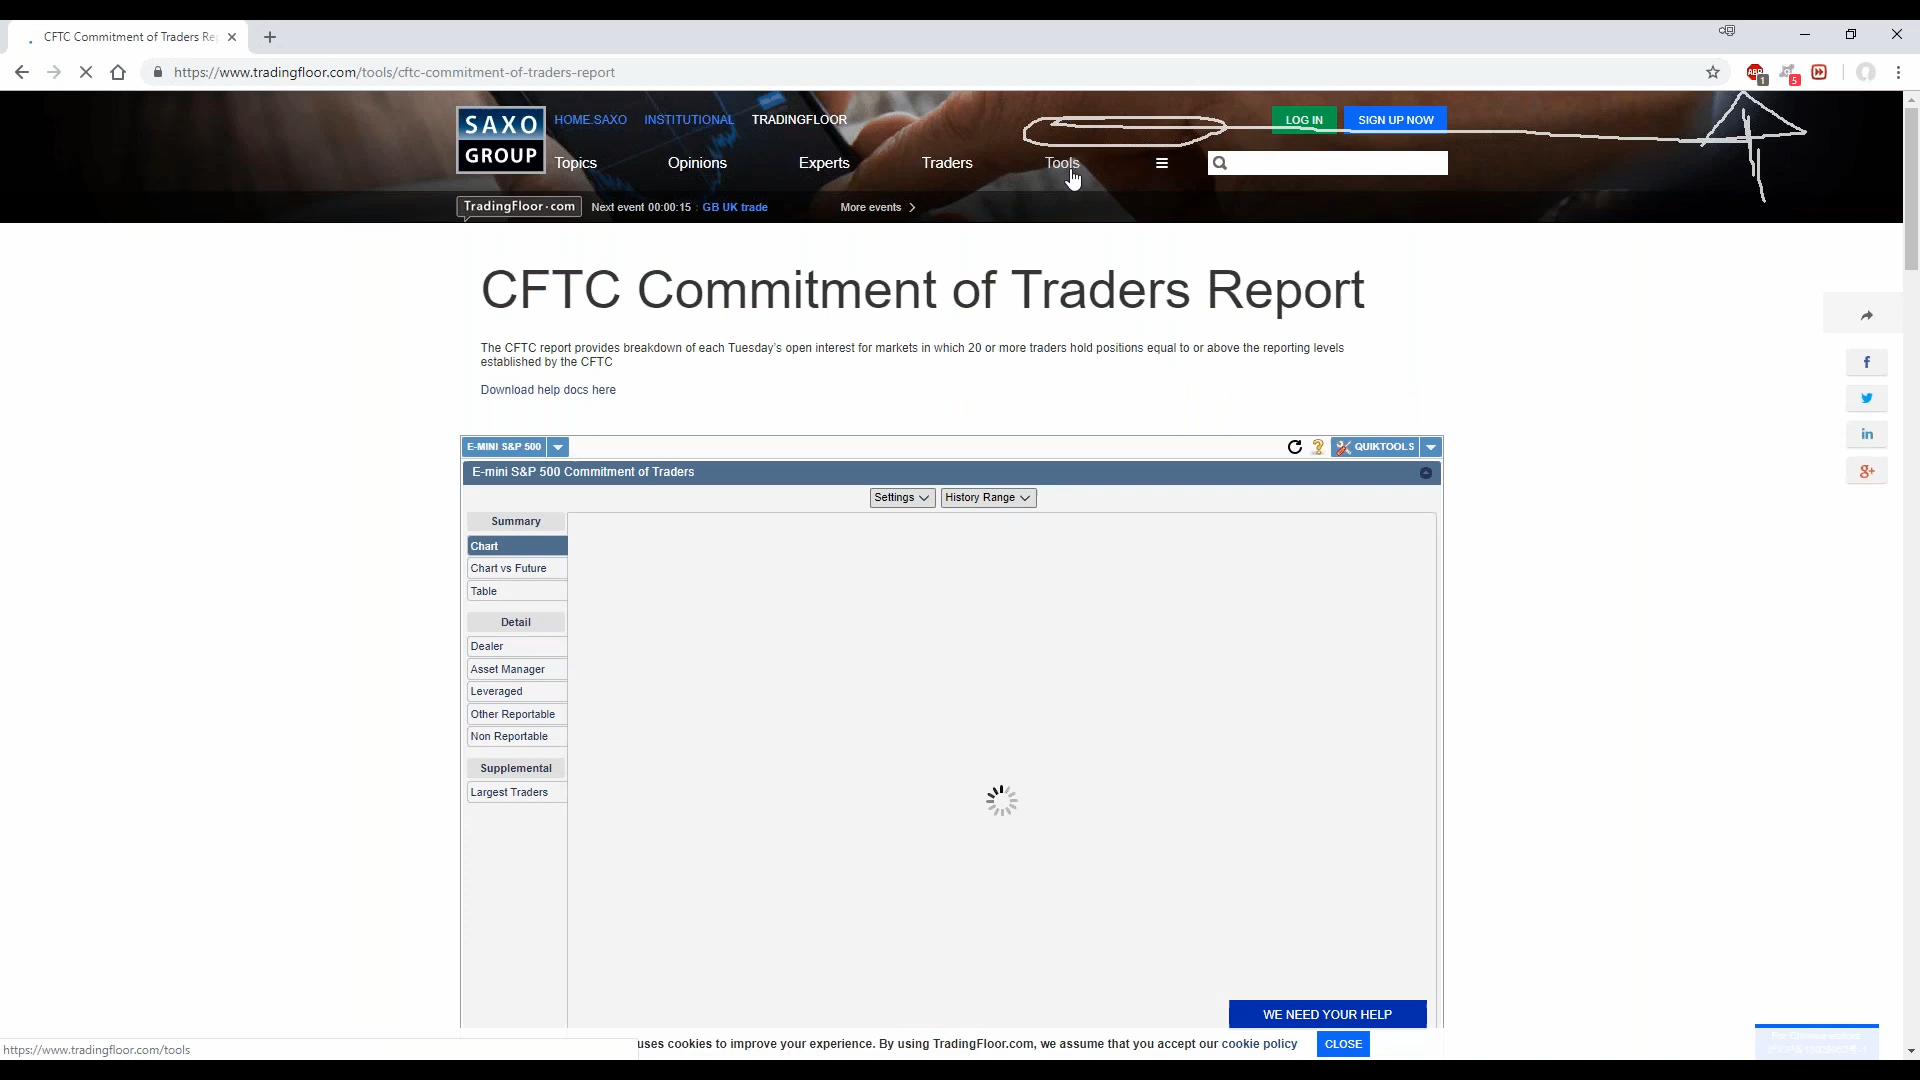 CFTC Commitment of Traders Rep
https://www.tradingfloor.com/tools/cftc-commitment-of-traders-report
ABP
1
5
SAXO
GROUP
HOME.SAXO
INSTITUTIONAL
TRADINGFLOOR
LOG IN
SIGN UP NOW
Topics
Opinions
Experts
Traders
Tools
TradingFloor·com
Next event 00:00:15
GB UK trade
More events
CFTC Commitment of Traders Report
The CFTC report provides breakdown of each Tuesday's open interest for markets in which 20 or more traders hold positions equal to or above the reporting levels
established by the CFTC
Download help docs here
E-MINI S&P 500
QUIKTOOLS
E-mini S&P 500 Commitment of Traders
Settings
History Range
Summary
Chart
Chart vs Future
Table
Detail
Dealer
Asset Manager
Leveraged
Other Reportable
Non Reportable
Supplemental
Largest Traders
f
in
g+
WE NEED YOUR HELP
uses cookies to improve your experience. By using TradingFloor.com, we assume that you accept our cookie policy
CLOSE
https://www.tradingfloor.com/tools